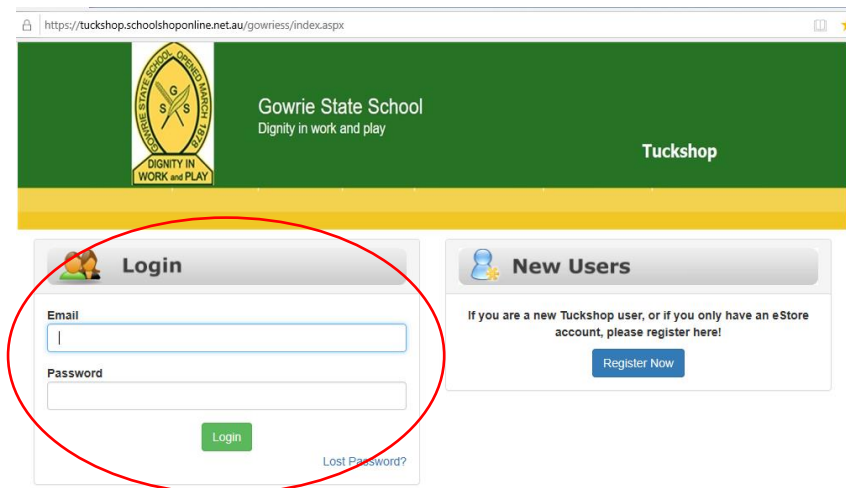 https://tuckshop.schoolshoponline.net.au/gowriess/index.aspx
GOWRIE STATE SCHOOL OPENED MARCH 1878
G
S S
DIGNITY IN
WORK and PLAY
Gowrie State School
Dignity in work and play
Tuckshop
Login
Email
Password
Login
Lost Password?
New Users
If you are a new Tuckshop user, or if you only have an eStore
account, please register here!
Register Now